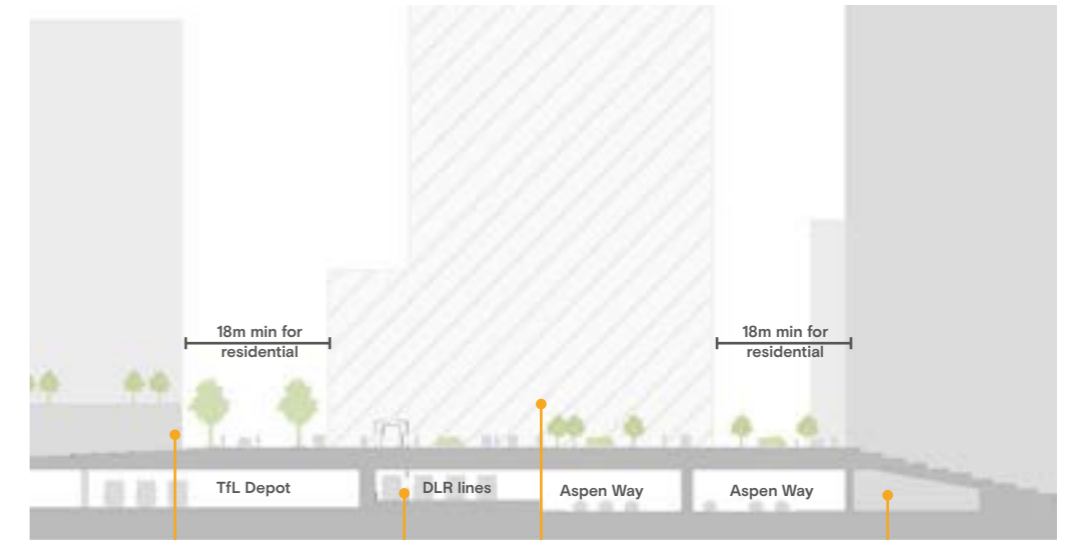 18m min for
residential
18m min for
residential
TfL Depot
DLR lines
Aspen Way
Aspen Way